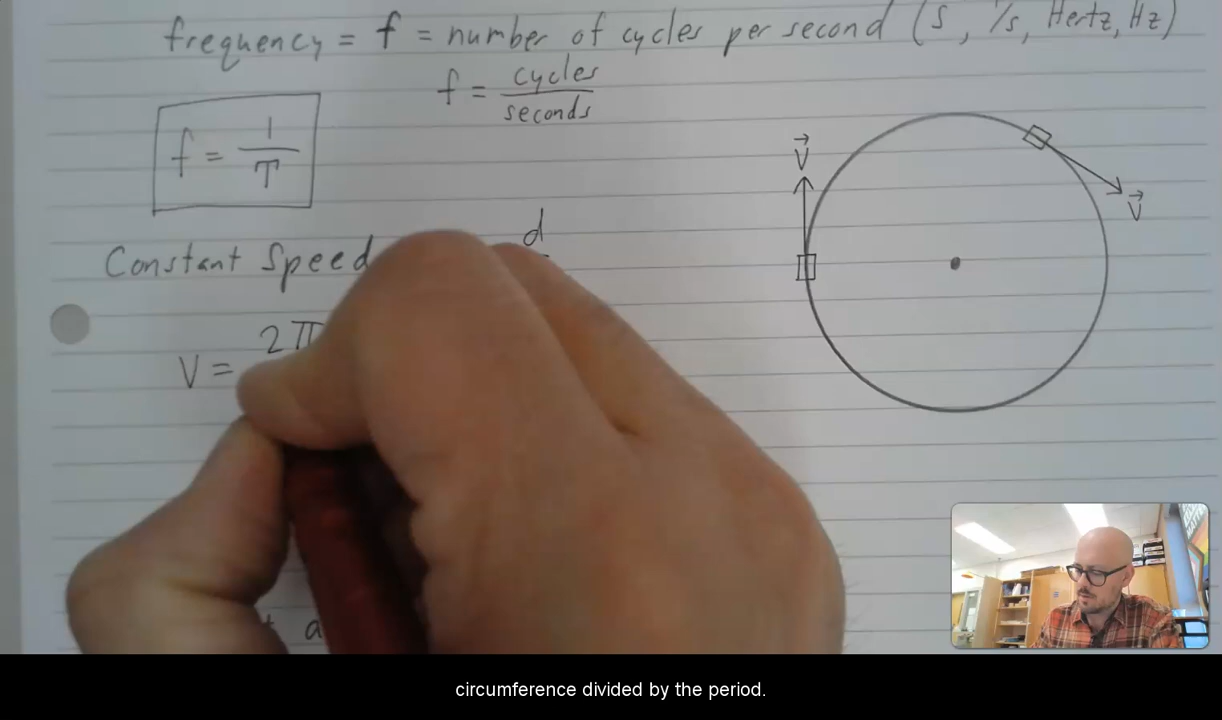 frequency = f = number of cycles per second (s, 1/s, Hertz, Hz)
f = cycles / seconds
f = 1 / T
V⃗
V⃗
Constant Speed
d
V = 2π
a
circumference divided by the period.